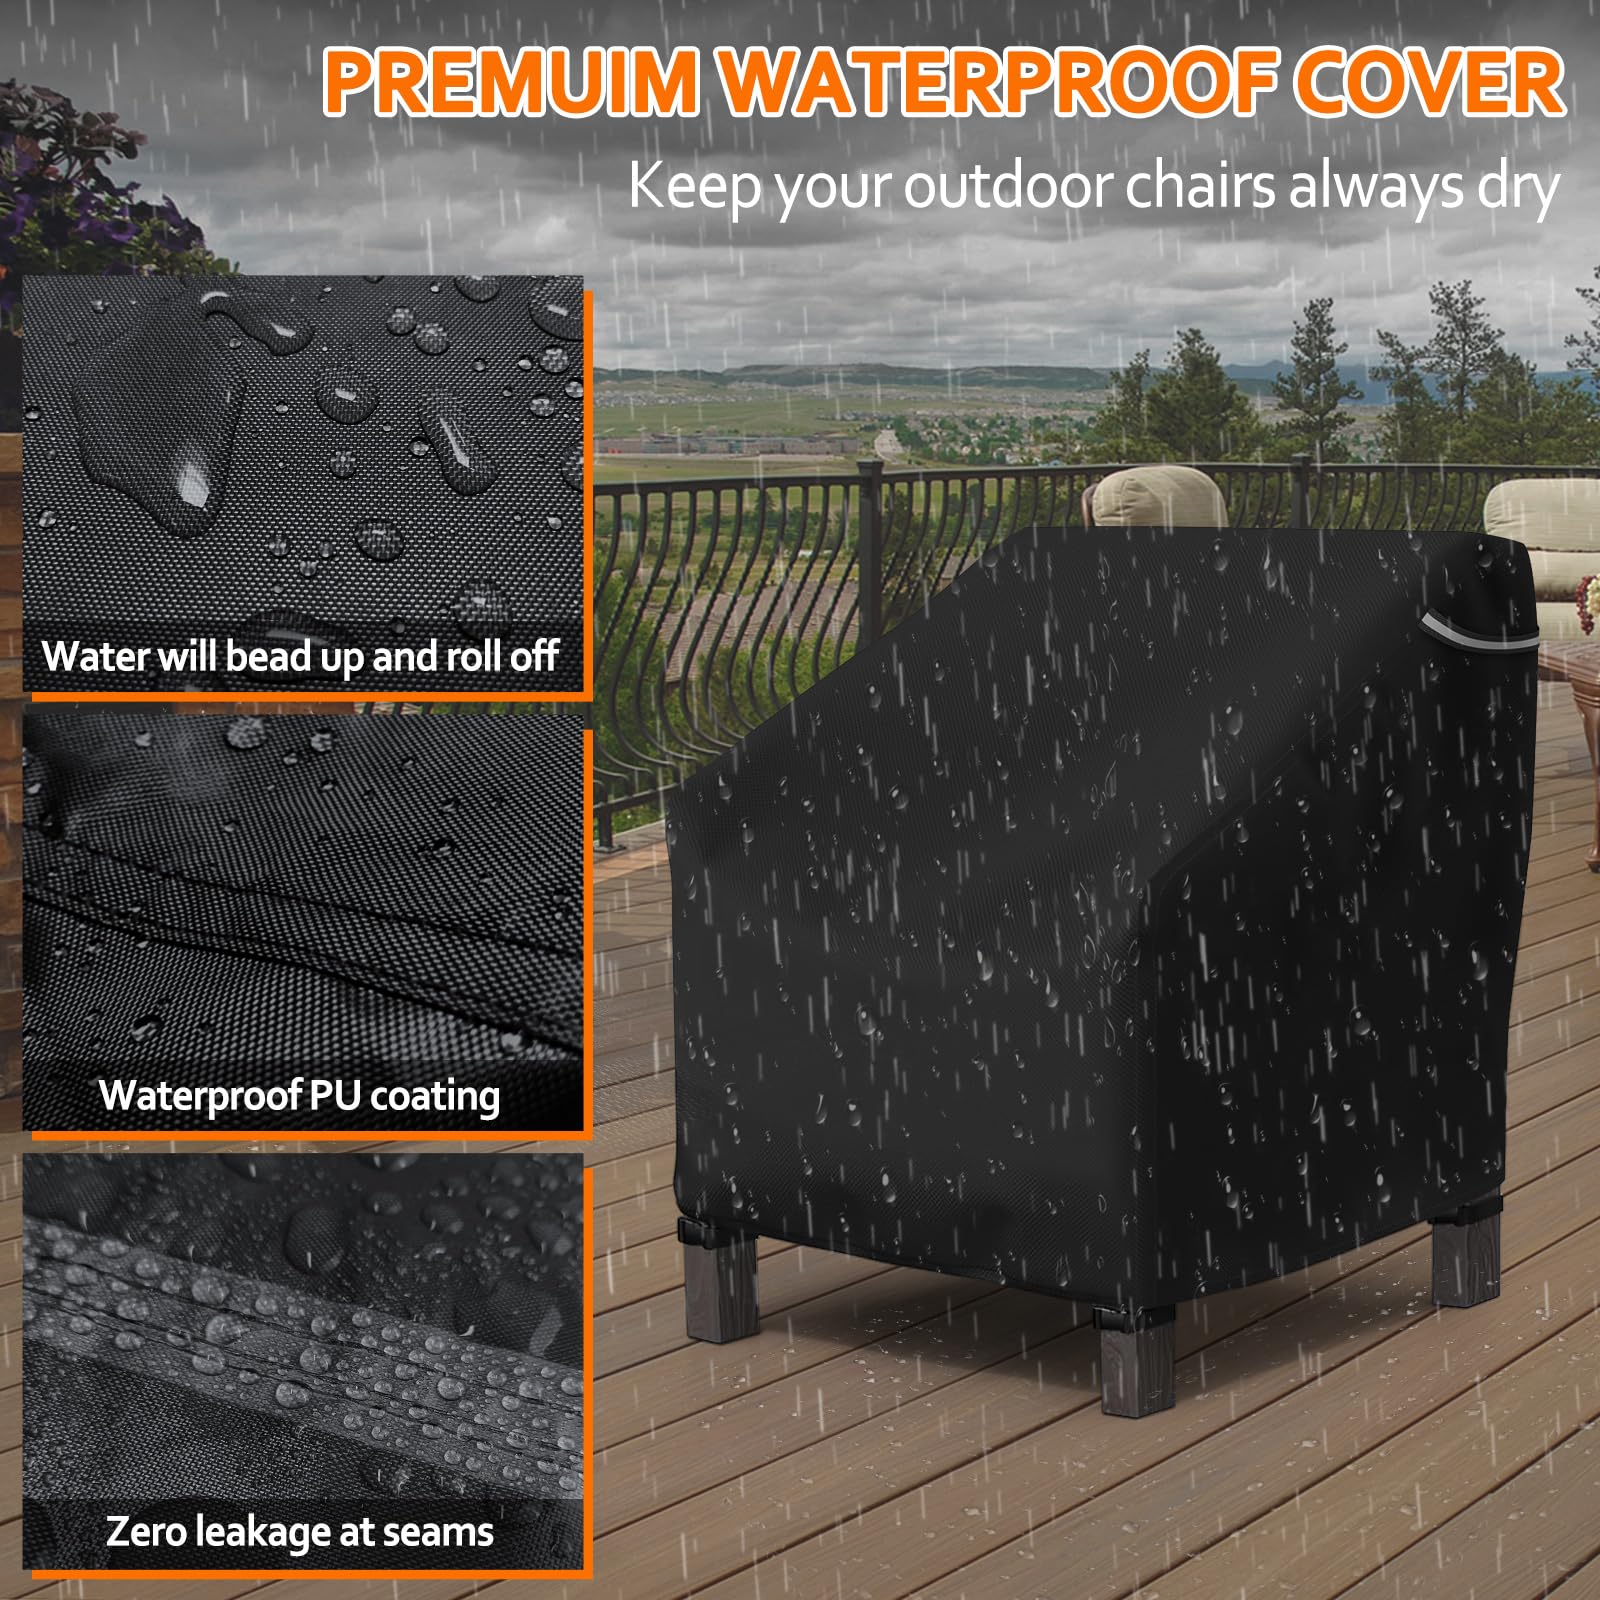 PREMUIM WATERPROOF COVER
Keep your outdoor chairs always dry
Water will bead up and roll off
Waterproof PU coating
Zero leakage at seams